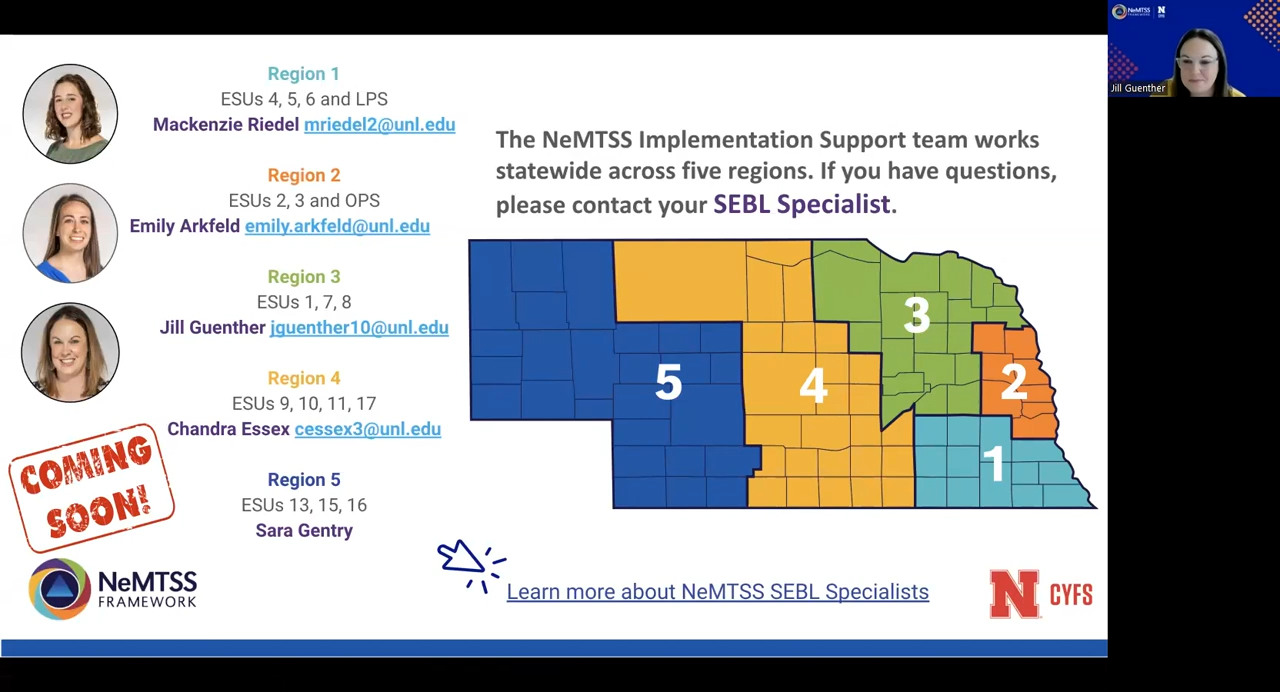 Region 1
ESUs 4, 5, 6 and LPS
Mackenzie Riedel mriedel2@unl.edu
Region 2
ESUs 2, 3 and OPS
Emily Arkfeld emily.arkfeld@unl.edu
Region 3
ESUs 1, 7, 8
Jill Guenther jguenther10@unl.edu
Region 4
ESUs 9, 10, 11, 17
Chandra Essex cessex3@unl.edu
COMING
SOON!
Region 5
ESUs 13, 15, 16
Sara Gentry
NeMTSS
FRAMEWORK
The NeMTSS Implementation Support team works
statewide across five regions. If you have questions,
please contact your SEBL Specialist.
3
2
5
4
1
Learn more about NeMTSS SEBL Specialists
N CYFS
NeMTSS
FRAMEWORK
N
Jill Guenther